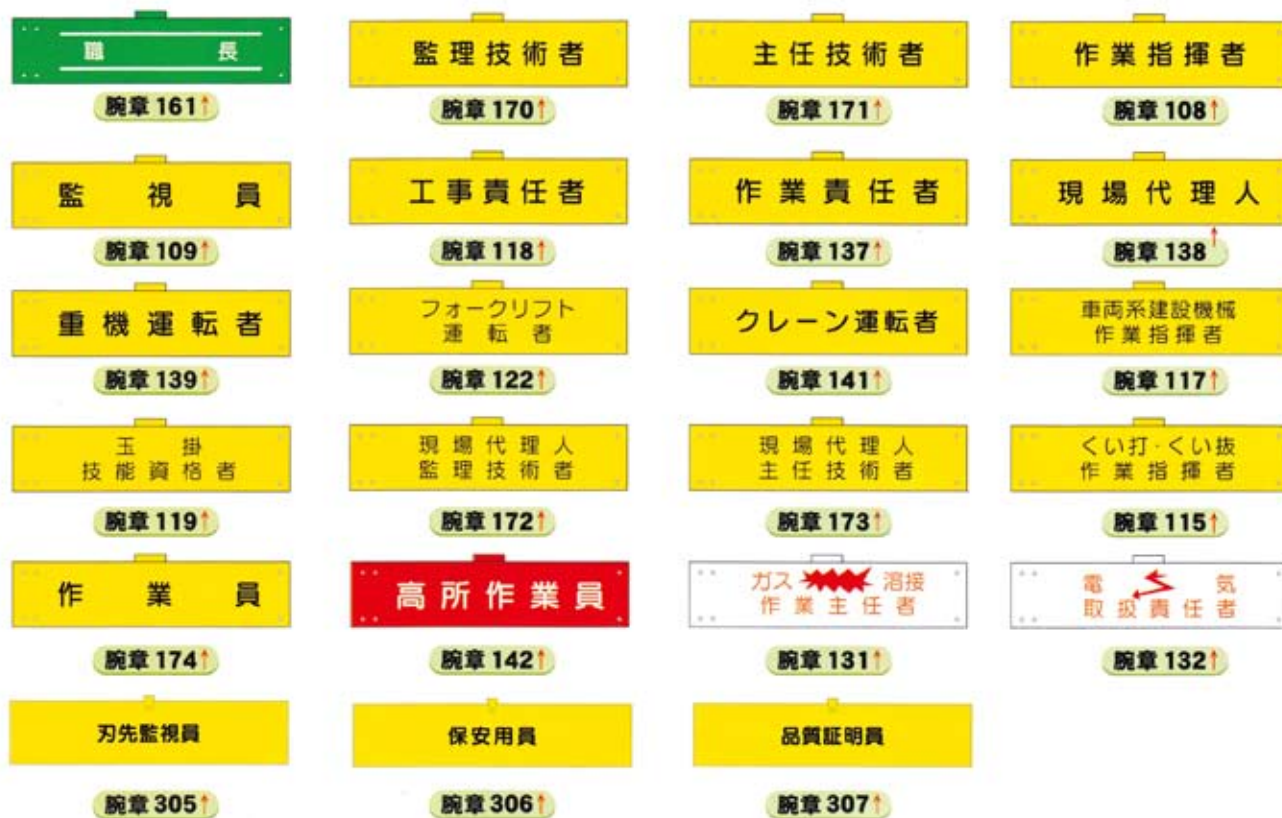 職 長
監理技術者
主任技術者
作業指揮者
腕章 161↑
腕章 170↑
腕章 171↑
腕章 108↑
監 視 員
工事責任者
作業責任者
現場代理人
腕章 109↑
腕章 118↑
腕章 137↑
腕章 138↑
重機運転者
フォークリフト
運 転 者
クレーン運転者
車両系建設機械
作業指揮者
腕章 139↑
腕章 122↑
腕章 141↑
腕章 117↑
玉 掛
技能資格者
現場代理人
監理技術者
現場代理人
主任技術者
くい打・くい抜
作業指揮者
腕章 119↑
腕章 172↑
腕章 173↑
腕章 115↑
作 業 員
高所作業員
ガス 溶接
作業主任者
電 気
取扱責任者
腕章 174↑
腕章 142↑
腕章 131↑
腕章 132↑
刃先監視員
保安用員
品質証明員
腕章 305↑
腕章 306↑
腕章 307↑